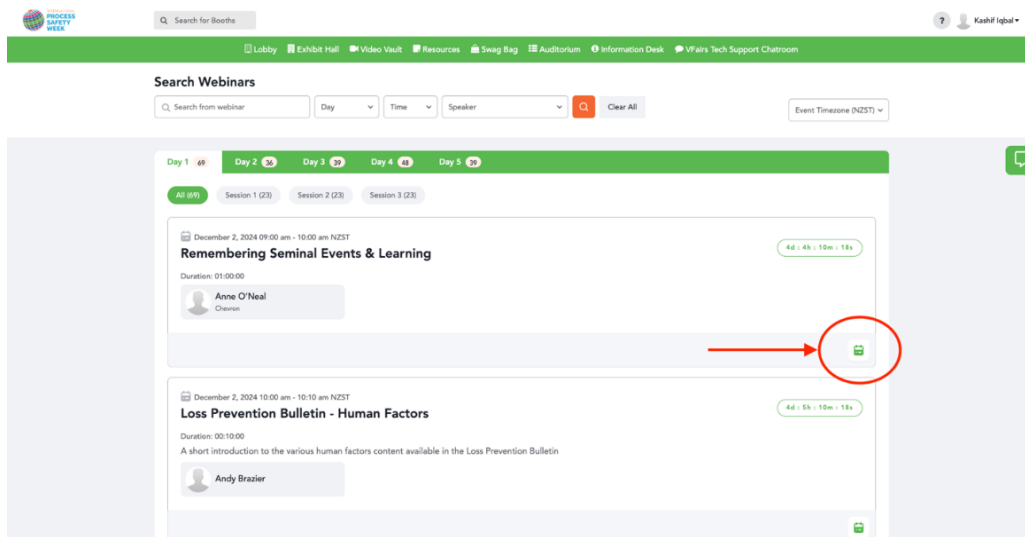 PROCESS
SAFETY
WEEK
Search for Booths
?
Kashif Iqbal
Lobby Exhibit Hall Video Vault Resources Swag Bag Auditorium Information Desk VFairs Tech Support Chatroom
Search Webinars
Search from webinar Day Time Speaker Clear All Event Timezone (NZST)
Day 1 69 Day 2 36 Day 3 39 Day 4 48 Day 5 39
All (69) Session 1 (23) Session 2 (23) Session 3 (23)
December 2, 2024 09:00 am - 10:00 am NZST
4d : 4h : 10m : 18s
Remembering Seminal Events & Learning
Duration: 01:00:00
Anne O'Neal
Chevron
December 2, 2024 10:00 am - 10:10 am NZST
4d : 5h : 10m : 18s
Loss Prevention Bulletin - Human Factors
Duration: 00:10:00
A short introduction to the various human factors content available in the Loss Prevention Bulletin
Andy Brazier